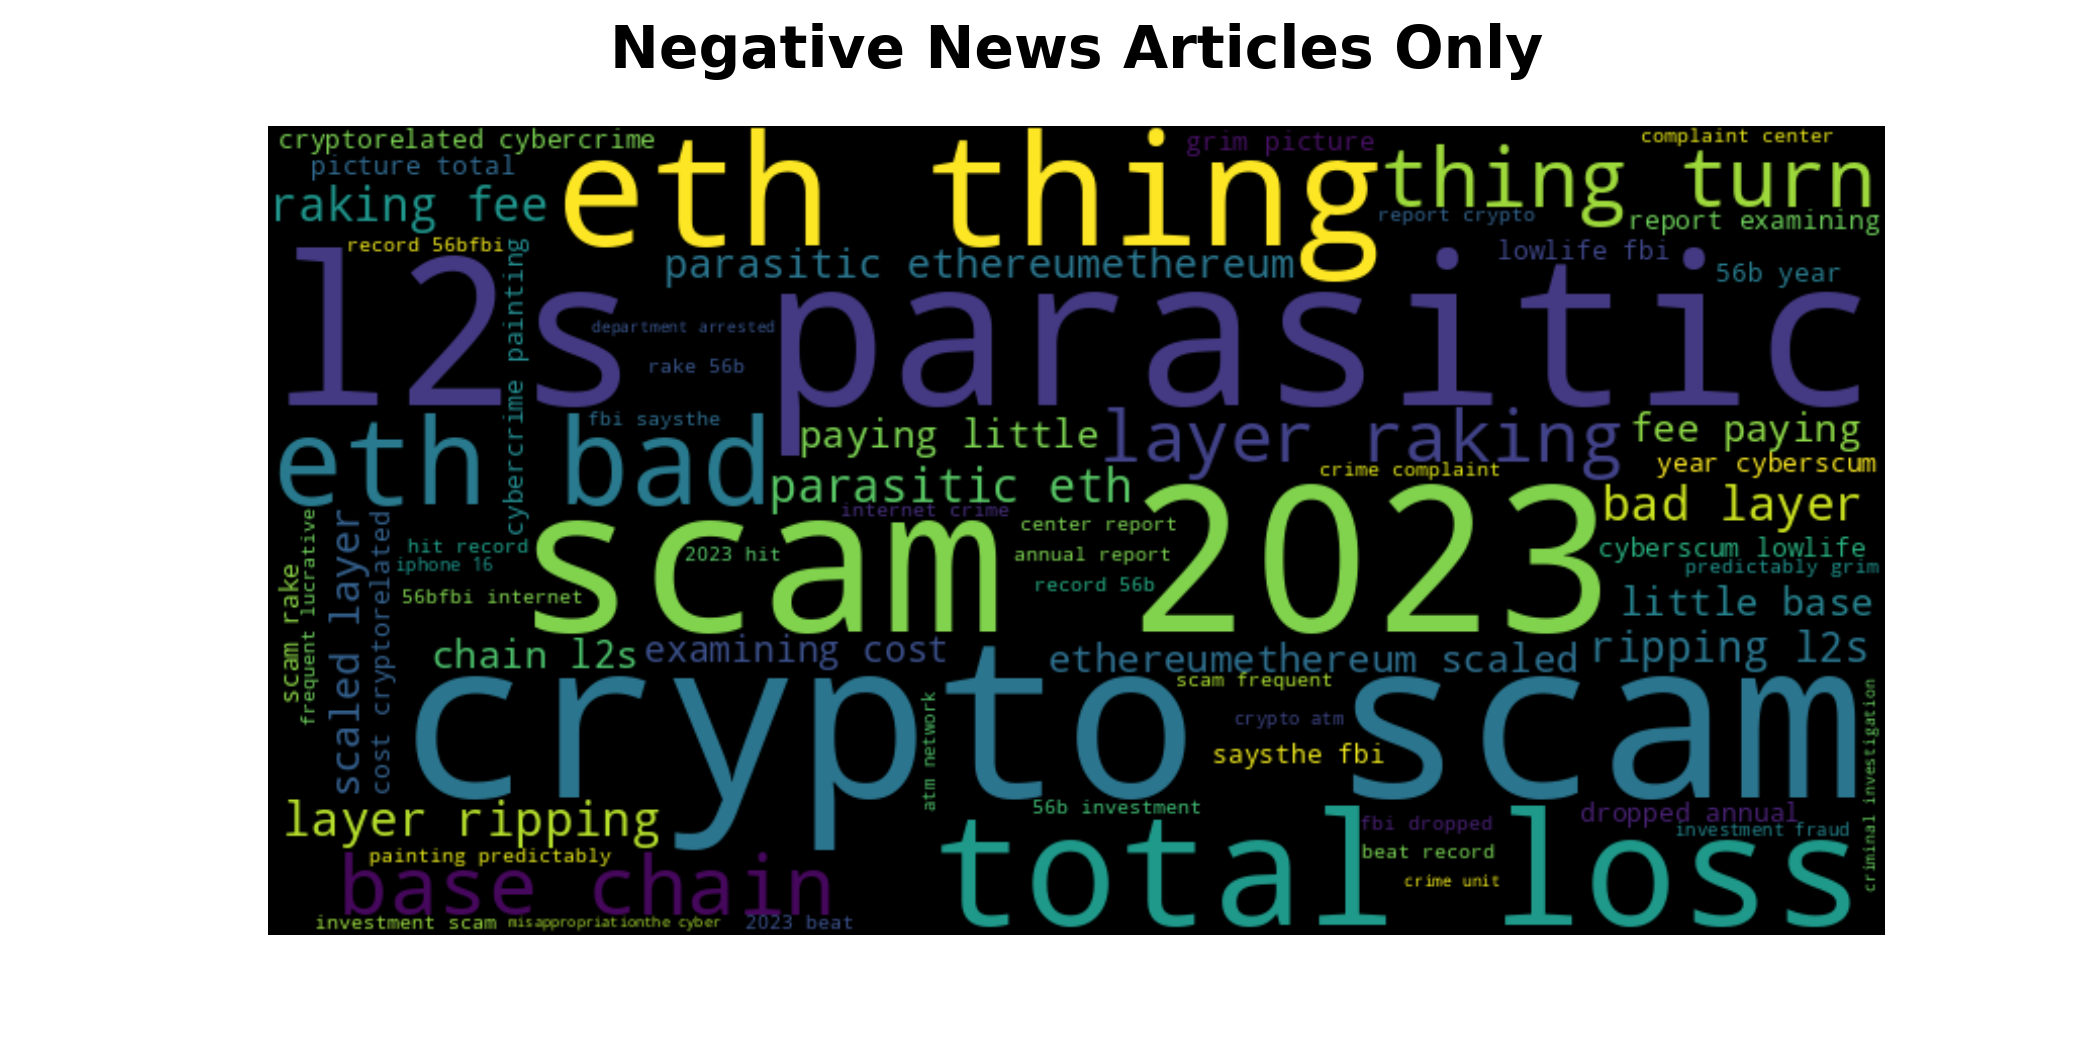 Negative News Articles Only
cryptorelated cybercrime
eth thing
grim picture
complaint center
picture total
thing turn
raking fee
report crypto
report examining
record 56bfbi
l2s parasitic
parasitic ethereumethereum
lowlife fbi
56b year
cybercrime painting
department arrested
rake 56b
eth bad
fbi saysthe
paying little
layer raking
fee paying
crime complaint
year cyberscum
parasitic eth
scam 2023
bad layer
internet crime
center report
2023 hit
annual report
record 56b
hit record
iphone 16
56bfbi internet
cyberscum lowlife
predictably grim
scam rake
frequent lucrative
scaled layer
cost cryptorelated
little base
chain l2s
examining cost
ethereumethereum scaled
ripping l2s
crypto scam
scam frequent
crypto atm
atm network
saysthe fbi
criminal investigation
layer ripping
56b investment
total loss
fbi dropped
dropped annual
investment fraud
painting predictably
base chain
beat record
crime unit
investment scam
misappropriationthe cyber
2023 beat